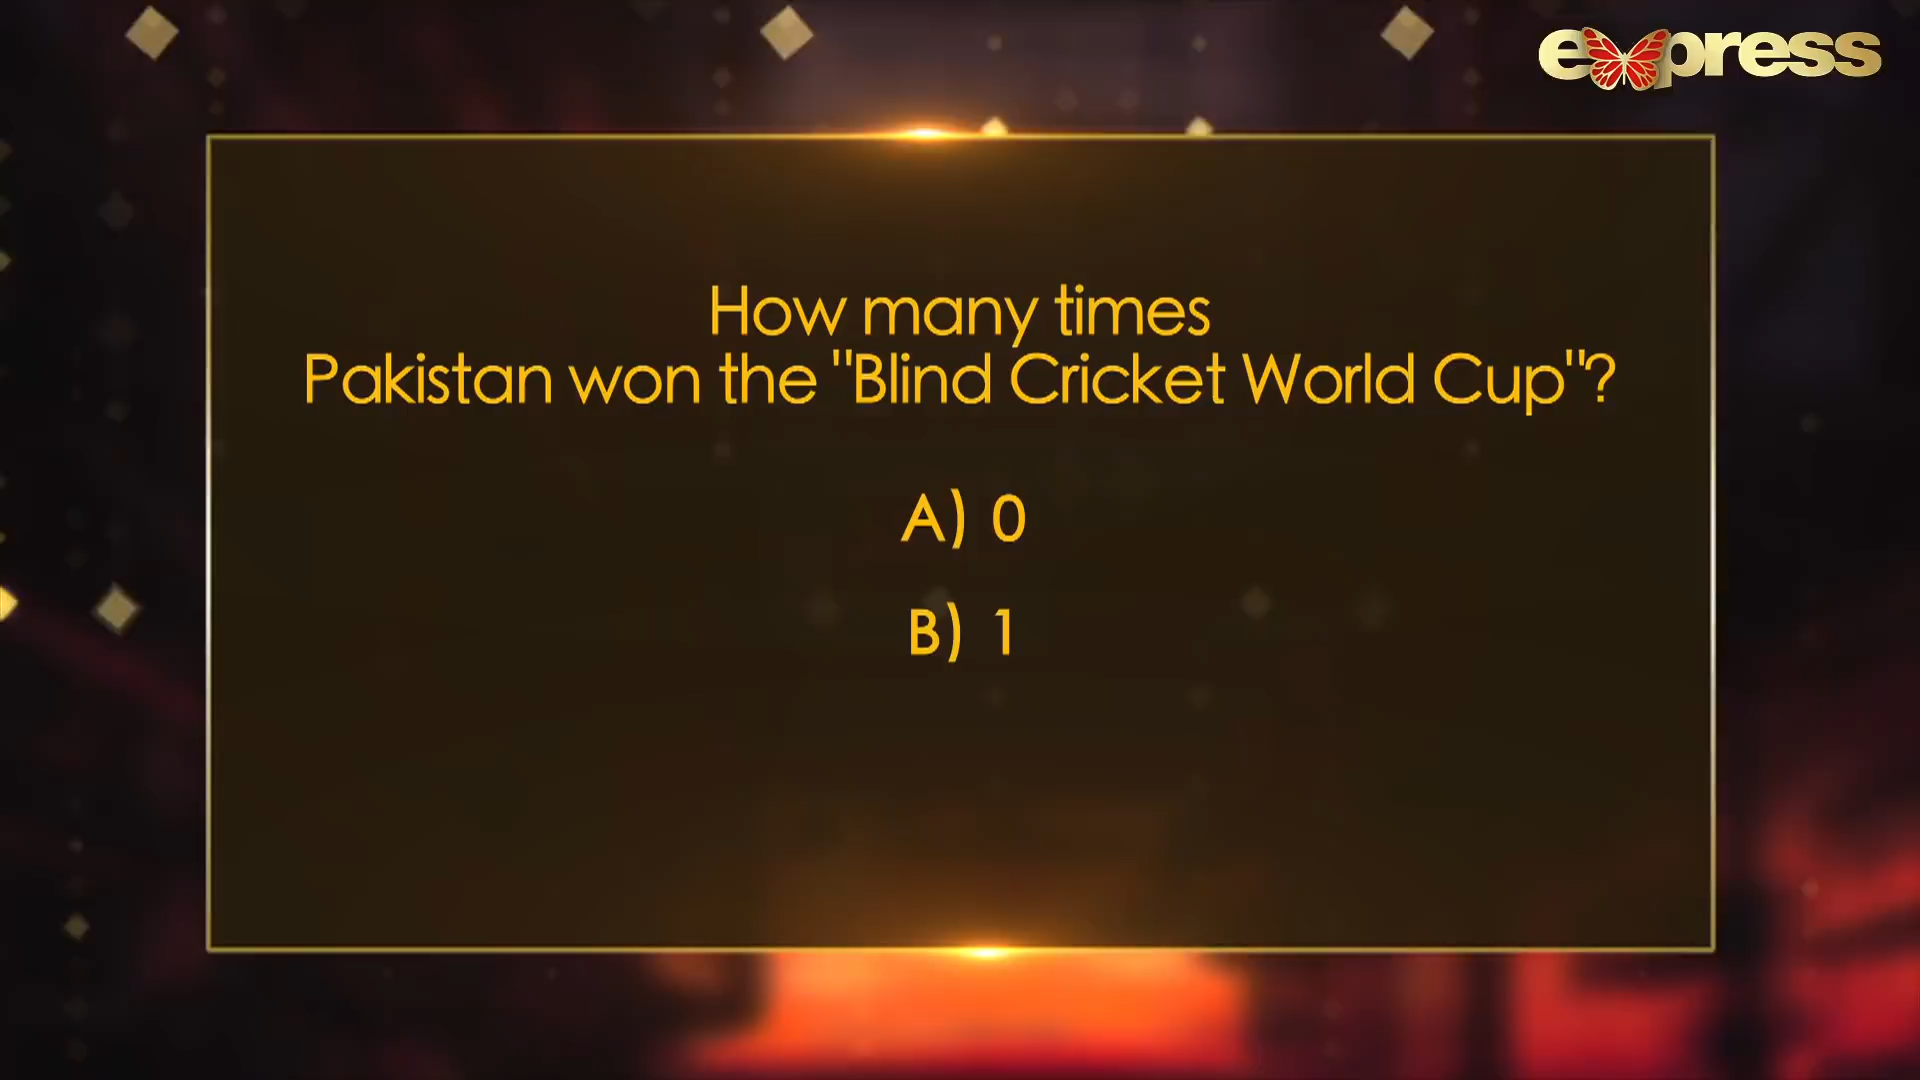 express
How many times
Pakistan won the "Blind Cricket World Cup"?
A) 0
B) 1